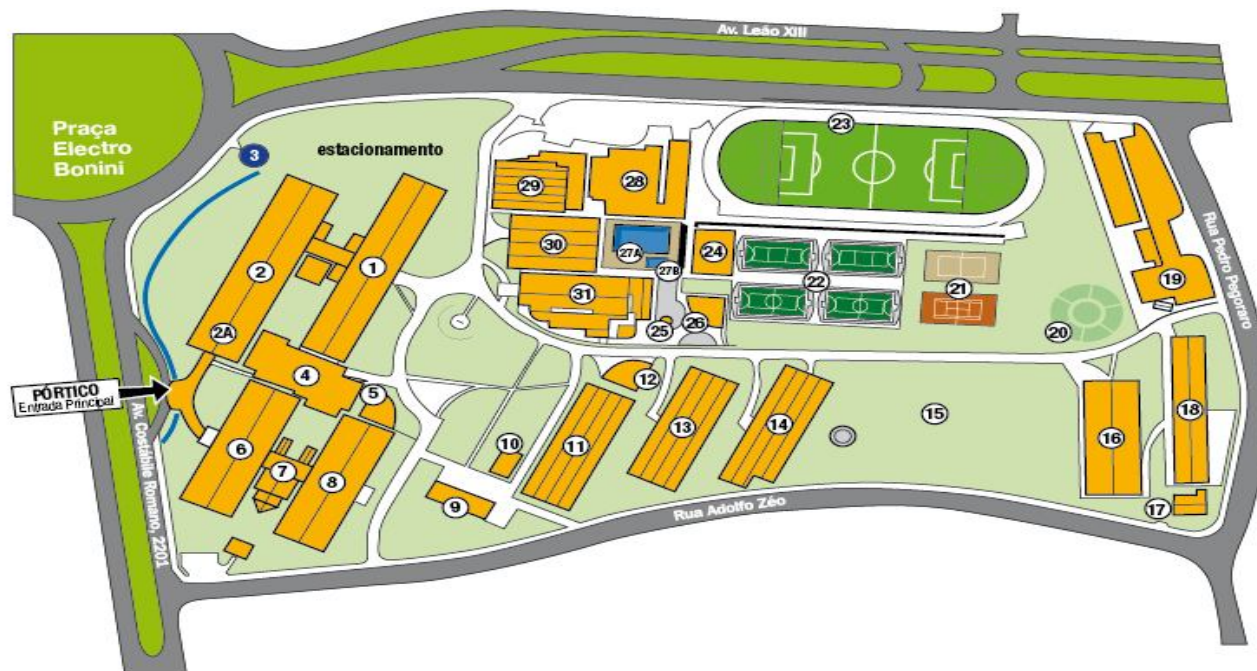 Av. Leão XIII
Praça
Electro
Bonini
3
estacionamento
23
29
28
30
27A
27B
24
22
21
19
Rua Pedro Pegoraro
2
1
31
25
26
20
2A
4
5
12
PÓRTICO
Entrada Principal
Av. Costábile Romano, 2201
6
7
8
10
9
11
13
14
15
16
18
17
Rua Adolfo Zéo